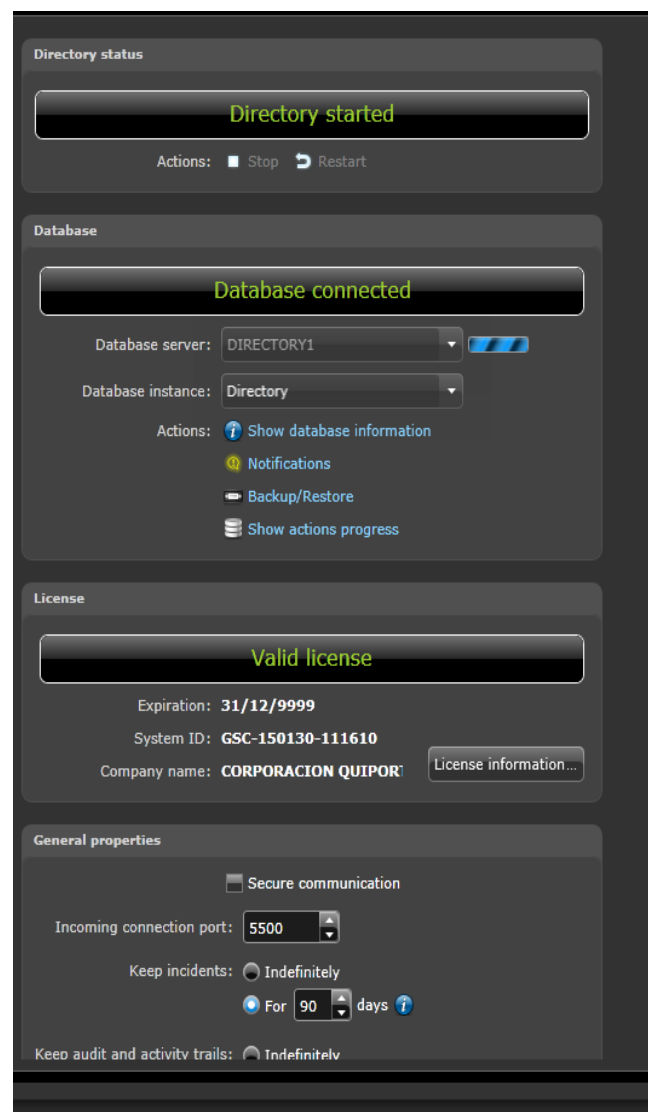 Directory status
Directory started
Actions: Stop Restart
Database
Database connected
Database server: DIRECTORY1
Database instance: Directory
Actions: Show database information
Notifications
Backup/Restore
Show actions progress
License
Valid license
Expiration: 31/12/9999
System ID: GSC-150130-111610
Company name: CORPORACION QUIPOR License information...
General properties
Secure communication
Incoming connection port: 5500
Keep incidents: Indefinitely
For 90 days
Keep audit and activity trails: Indefinitely